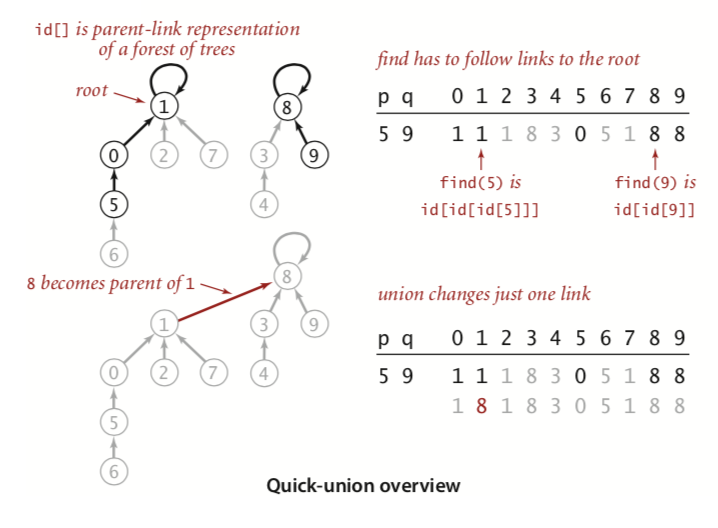 id[] is parent-link representation
of a forest of trees
root
1
8
0
2
7
3
9
5
4
6
8 becomes parent of 1
8
1
3
9
0
2
7
4
5
6
find has to follow links to the root
p q 0 1 2 3 4 5 6 7 8 9
5 9 1 1 1 8 3 0 5 1 8 8
find(5) is
id[id[id[5]]]
find(9) is
id[id[9]]
union changes just one link
p q 0 1 2 3 4 5 6 7 8 9
5 9 1 1 1 8 3 0 5 1 8 8
1 8 1 8 3 0 5 1 8 8
Quick-union overview